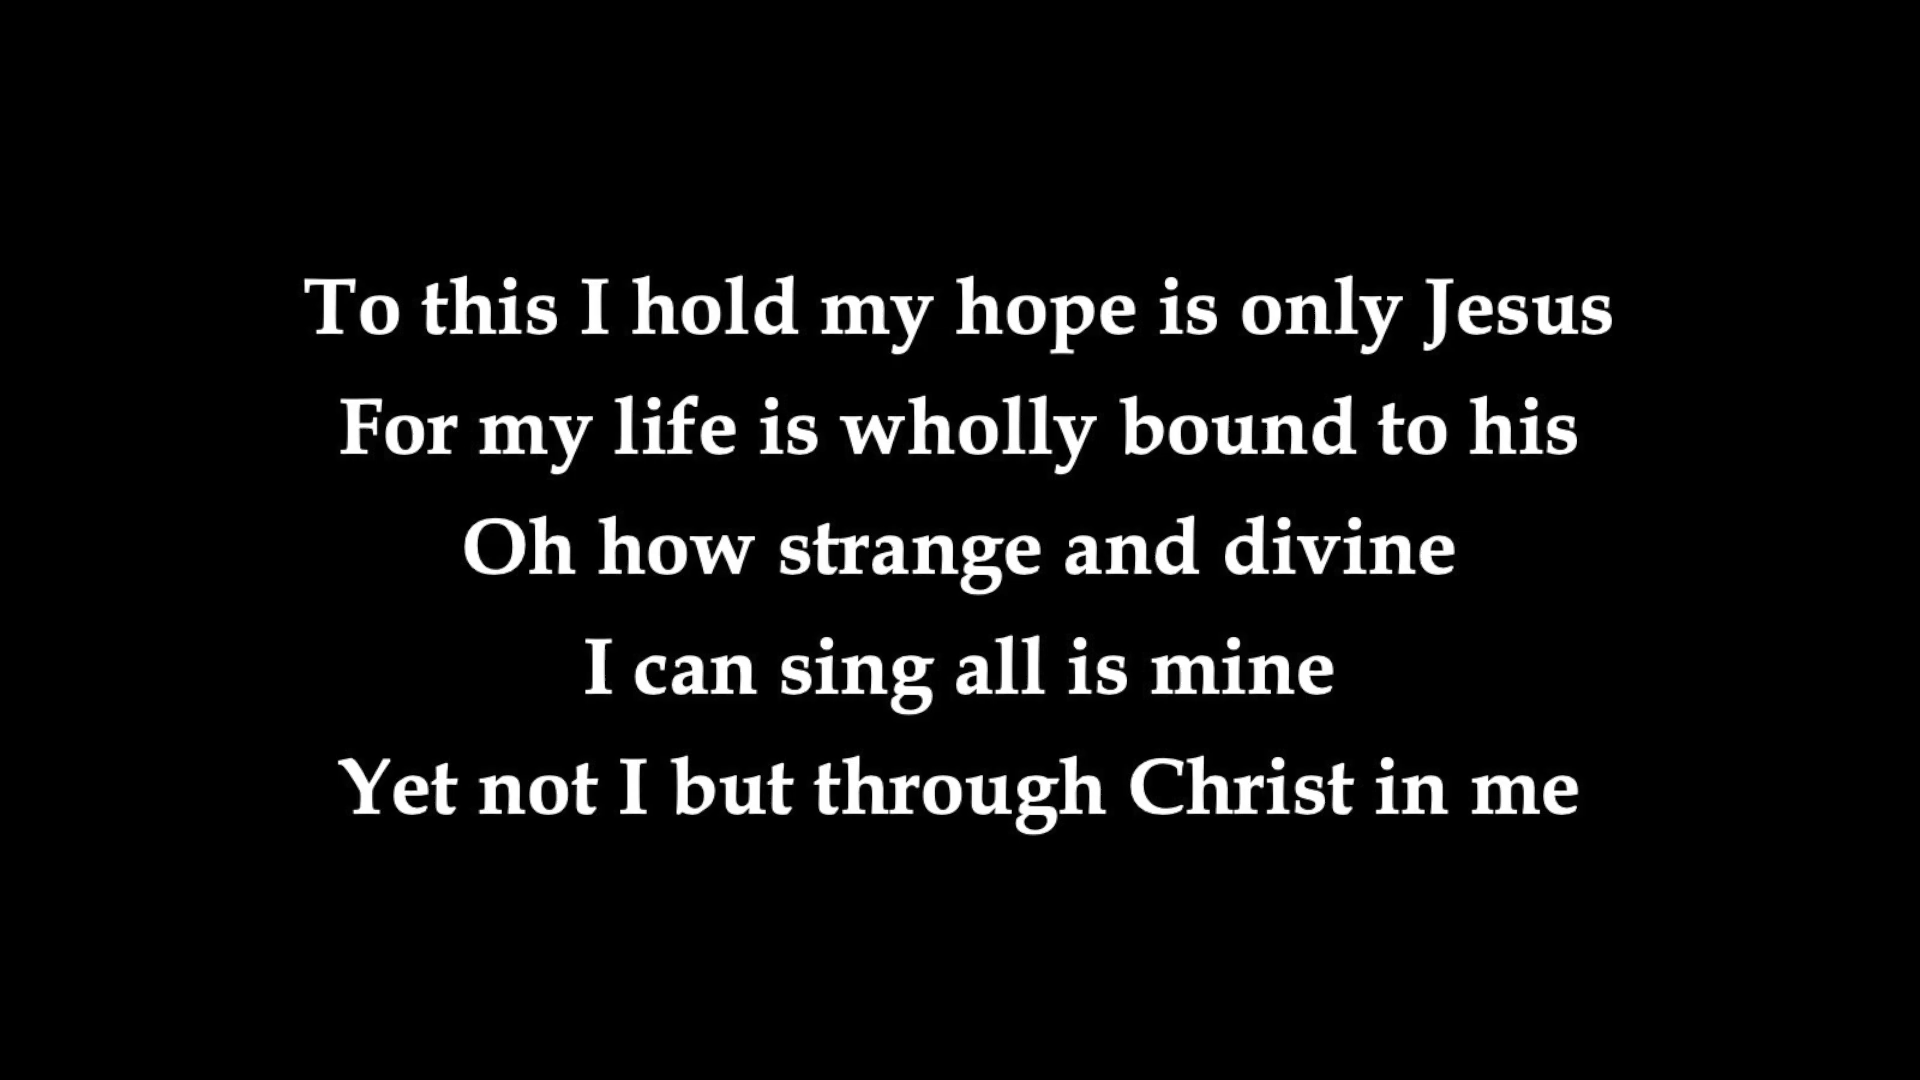 To this I hold my hope is only Jesus
For my life is wholly bound to his
Oh how strange and divine
I can sing all is mine
Yet not I but through Christ in me